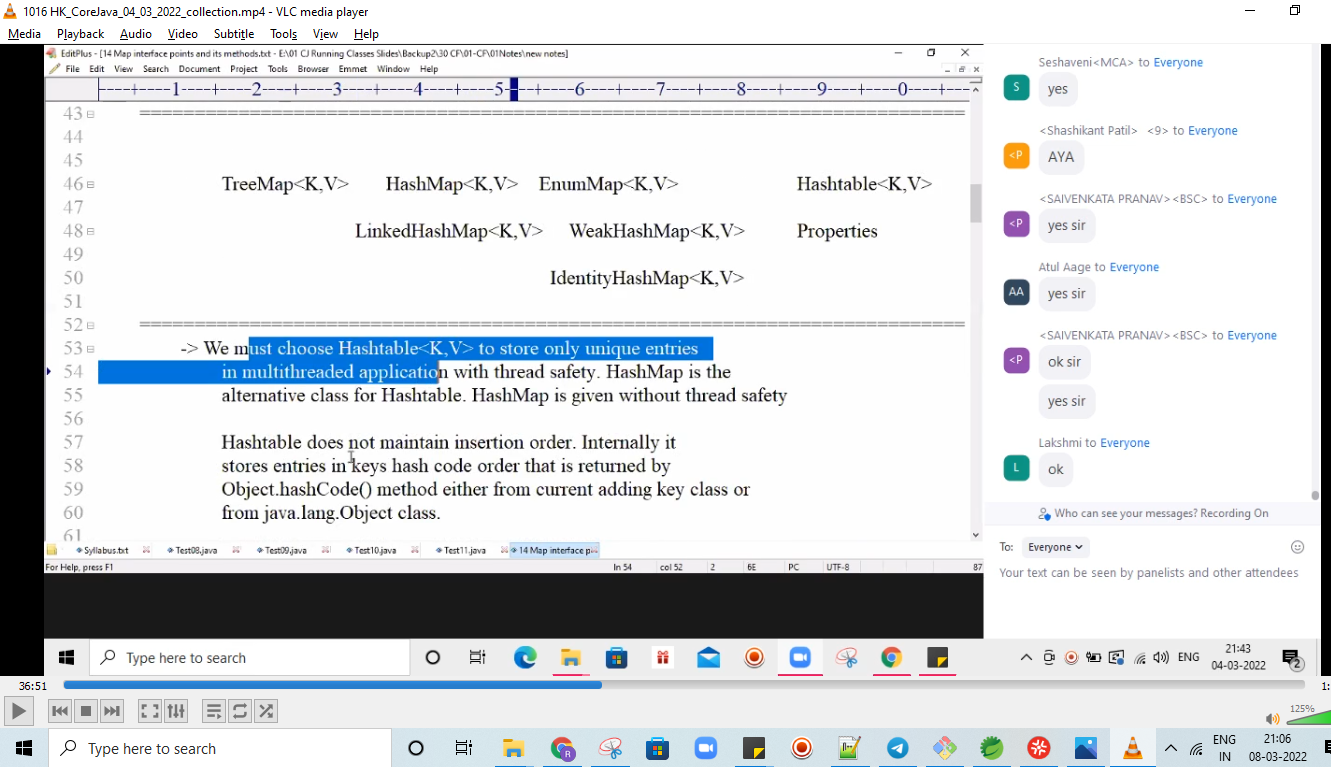 1016 HK_CoreJava_04_03_2022_collection.mp4 - VLC media player
Media Playback Audio Video Subtitle Tools View Help
EditPlus - [14 Map interface points and its methods.txt - E:\01 CJ Running Classes Slides\Backup2\30 CF\01-CF\01Notes\new notes]
File Edit View Search Document Project Tools Browser Emmet Window Help
----+----1----+----2----+----3----+----4----+----5----+----6----+----7----+----8----+----9----+----0----+--
43 ==========================================================================
44
45
46 TreeMap<K,V> HashMap<K,V> EnumMap<K,V> Hashtable<K,V>
47
48 LinkedHashMap<K,V> WeakHashMap<K,V> Properties
49
50 IdentityHashMap<K,V>
51
52 ==========================================================================
53 -> We must choose Hashtable<K,V> to store only unique entries
54 in multithreaded application with thread safety. HashMap is the
55 alternative class for Hashtable. HashMap is given without thread safety
56
57 Hashtable does not maintain insertion order. Internally it
58 stores entries in keys hash code order that is returned by
59 Object.hashCode() method either from current adding key class or
60 from java.lang.Object class.
61
Syllabus.txt Test08.java Test09.java Test10.java Test11.java 14 Map interface p
For Help, press F1 ln 54 col 52 2 6E PC UTF-8 87
Seshaveni<MCA> to Everyone
S yes
<Shashikant Patil> <9> to Everyone
<P AYA
<SAIVENKATA PRANAV><BSC> to Everyone
<P yes sir
Atul Aage to Everyone
AA yes sir
<SAIVENKATA PRANAV><BSC> to Everyone
<P ok sir
yes sir
Lakshmi to Everyone
L ok
Who can see your messages? Recording On
To: Everyone
Your text can be seen by panelists and other attendees
Type here to search
ENG
21:43
04-03-2022
2
36:51
1:
125%
Type here to search
R
ENG
IN
21:06
08-03-2022